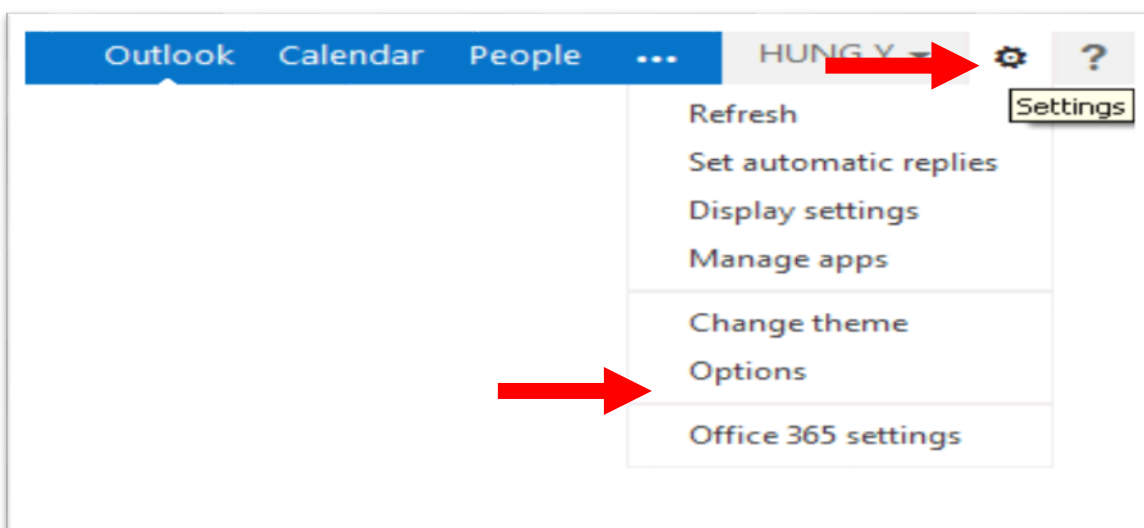 Outlook Calendar People ... HUNG Y ?
Settings
Refresh
Set automatic replies
Display settings
Manage apps
Change theme
Options
Office 365 settings